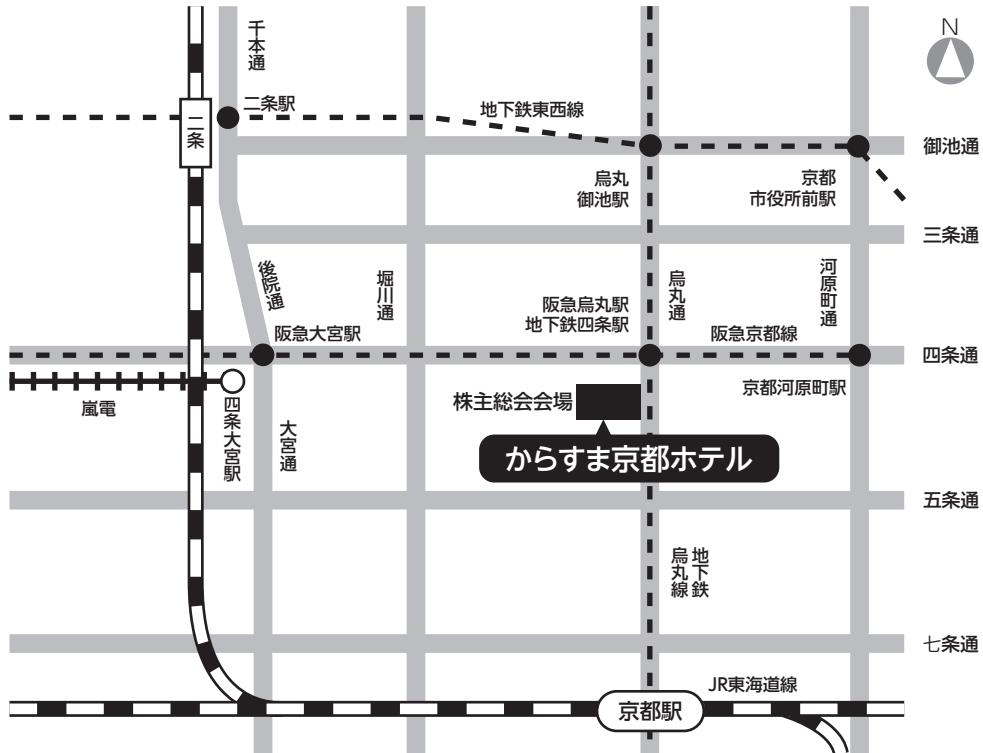 千本通
N
二条駅
地下鉄東西線
二条
御池通
烏丸
御池駅
京都
市役所前駅
三条通
後院通
堀川通
烏丸通
河原町通
阪急烏丸駅
地下鉄四条駅
阪急大宮駅
阪急京都線
四条通
京都河原町駅
嵐電
四条大宮駅
株主総会会場
大宮通
からすま京都ホテル
五条通
地下鉄
烏丸線
七条通
JR東海道線
京都駅